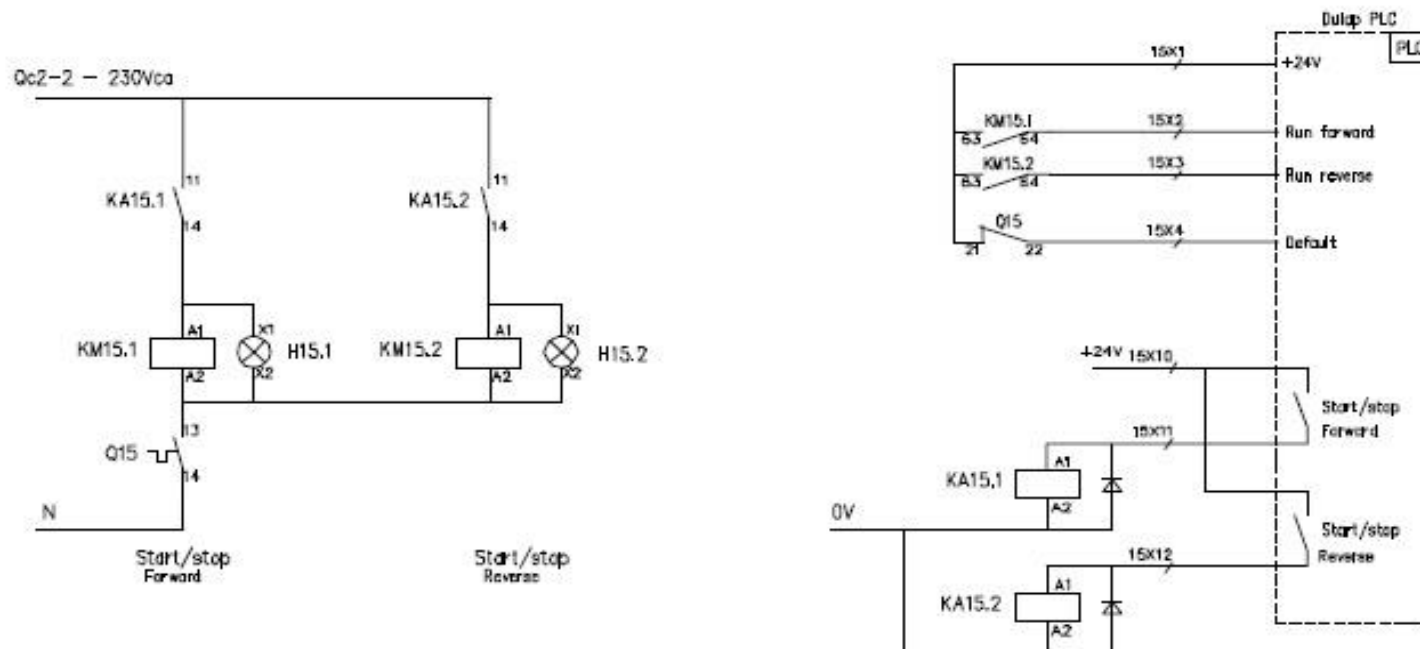 Qc2-2 - 230Vca
11
KA15.1
14
11
KA15.2
14
A1
KM15.1
A2
X1
H15.1
X2
A1
KM15.2
A2
X1
H15.2
X2
13
Q15
14
N
Start/stop
Forward
Start/stop
Reverse
Dulap PLC
PLC
15X1
+24V
KM15.1
63
64
15X2
Run forward
KM15.2
63
64
15X3
Run reverse
Q15
21
22
15X4
Default
+24V
15X10
Start/stop
Forward
15X11
A1
KA15.1
A2
0V
Start/stop
Reverse
15X12
A1
KA15.2
A2